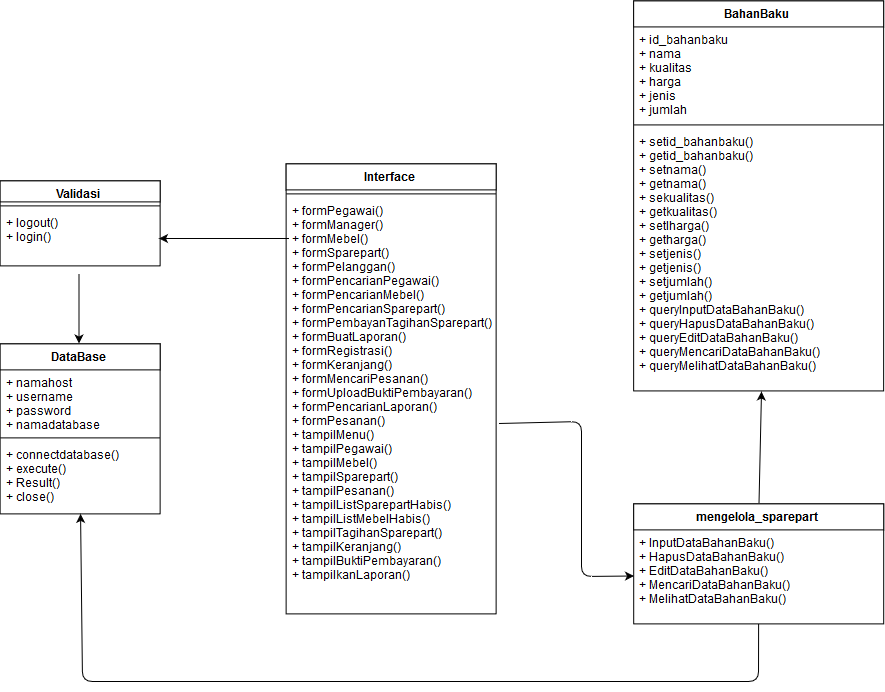 BahanBaku
+ id_bahanbaku
+ nama
+ kualitas
+ harga
+ jenis
+ jumlah
+ setid_bahanbaku()
+ getid_bahanbaku()
+ setnama()
+ getnama()
+ sekualitas()
+ getkualitas()
+ setlharga()
+ getharga()
+ setjenis()
+ getjenis()
+ setjumlah()
+ getjumlah()
+ queryInputDataBahanBaku()
+ queryHapusDataBahanBaku()
+ queryEditDataBahanBaku()
+ queryMencariDataBahanBaku()
+ queryMelihatDataBahanBaku()
Validasi
+ logout()
+ login()
Interface
+ formPegawai()
+ formManager()
+ formMebel()
+ formSparepart()
+ formPelanggan()
+ formPencarianPegawai()
+ formPencarianMebel()
+ formPencarianSparepart()
+ formPembayanTagihanSparepart()
+ formBuatLaporan()
+ formRegistrasi()
+ formKeranjang()
+ formMencariPesanan()
+ formUploadBuktiPembayaran()
+ formPencarianLaporan()
+ formPesanan()
+ tampilMenu()
+ tampilPegawai()
+ tampilMebel()
+ tampilSparepart()
+ tampilPesanan()
+ tampilListSparepartHabis()
+ tampilListMebelHabis()
+ tampilTagihanSparepart()
+ tampilKeranjang()
+ tampilBuktiPembayaran()
+ tampilkanLaporan()
DataBase
+ namahost
+ username
+ password
+ namadatabase
+ connectdatabase()
+ execute()
+ Result()
+ close()
mengelola_sparepart
+ InputDataBahanBaku()
+ HapusDataBahanBaku()
+ EditDataBahanBaku()
+ MencariDataBahanBaku()
+ MelihatDataBahanBaku()